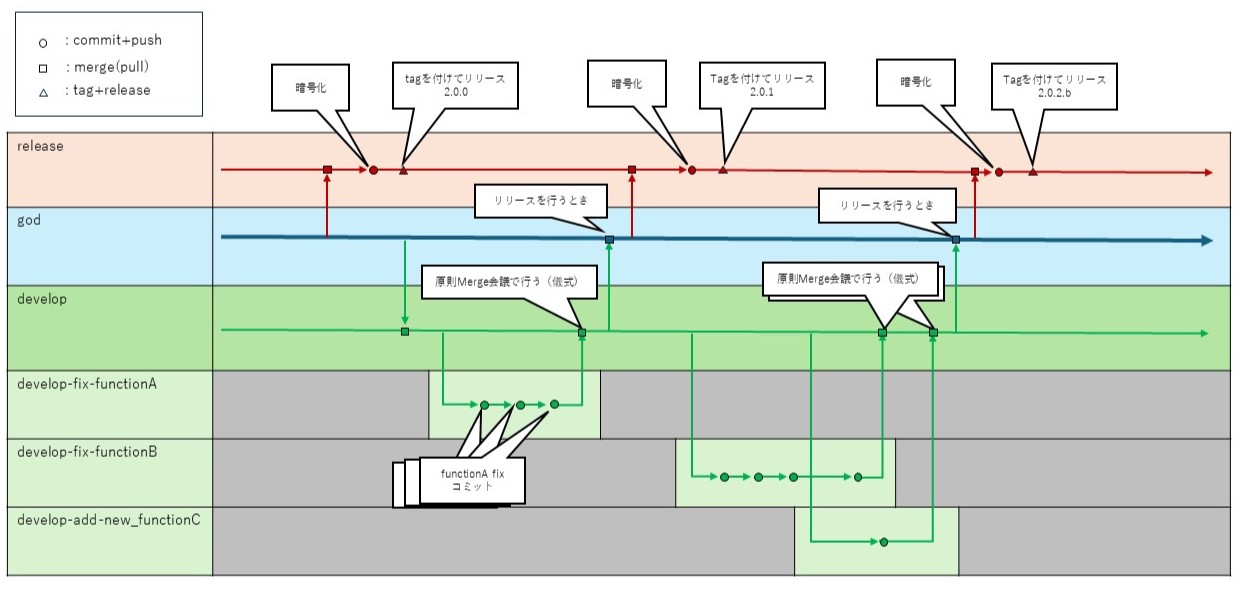 : commit+push
: merge(pull)
: tag+release
暗号化
tagを付けてリリース
2.0.0
暗号化
Tagを付けてリリース
2.0.1
暗号化
Tagを付けてリリース
2.0.2.b
release
god
リリースを行うとき
リリースを行うとき
develop
原則Merge会議で行う（儀式）
原則Merge会議で行う（儀式）
develop-fix-functionA
develop-fix-functionB
functionA fix
コミット
develop-add-new_functionC